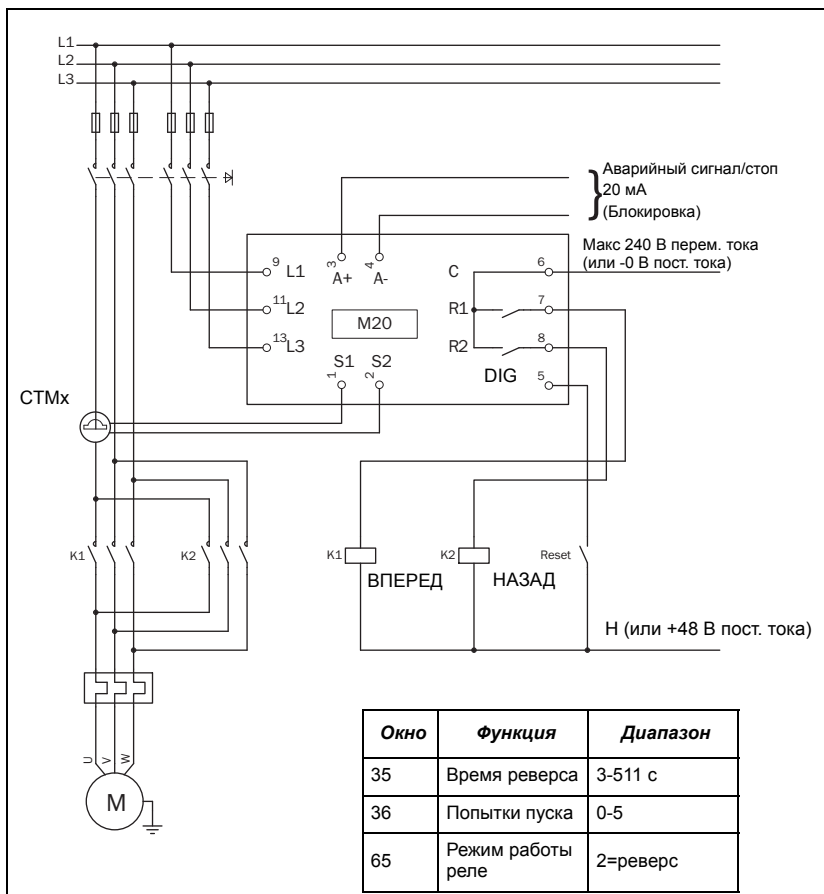 L1
L2
L3
Аварийный сигнал/стоп
20 мА
(Блокировка)
Макс 240 В перем. тока
(или -0 В пост. тока)
9 L1
3 A+
4 A-
C 6
11 L2
R1 7
M20
13 L3
R2 8
S1 1
S2 2
DIG 5
CTMx
K1
K2
K1
ВПЕРЕД
K2
НАЗАД
Reset
Н (или +48 В пост. тока)
U
V
W
M
Окно Функция Диапазон
35 Время реверса 3-511 с
36 Попытки пуска 0-5
65 Режим работы реле 2=реверс